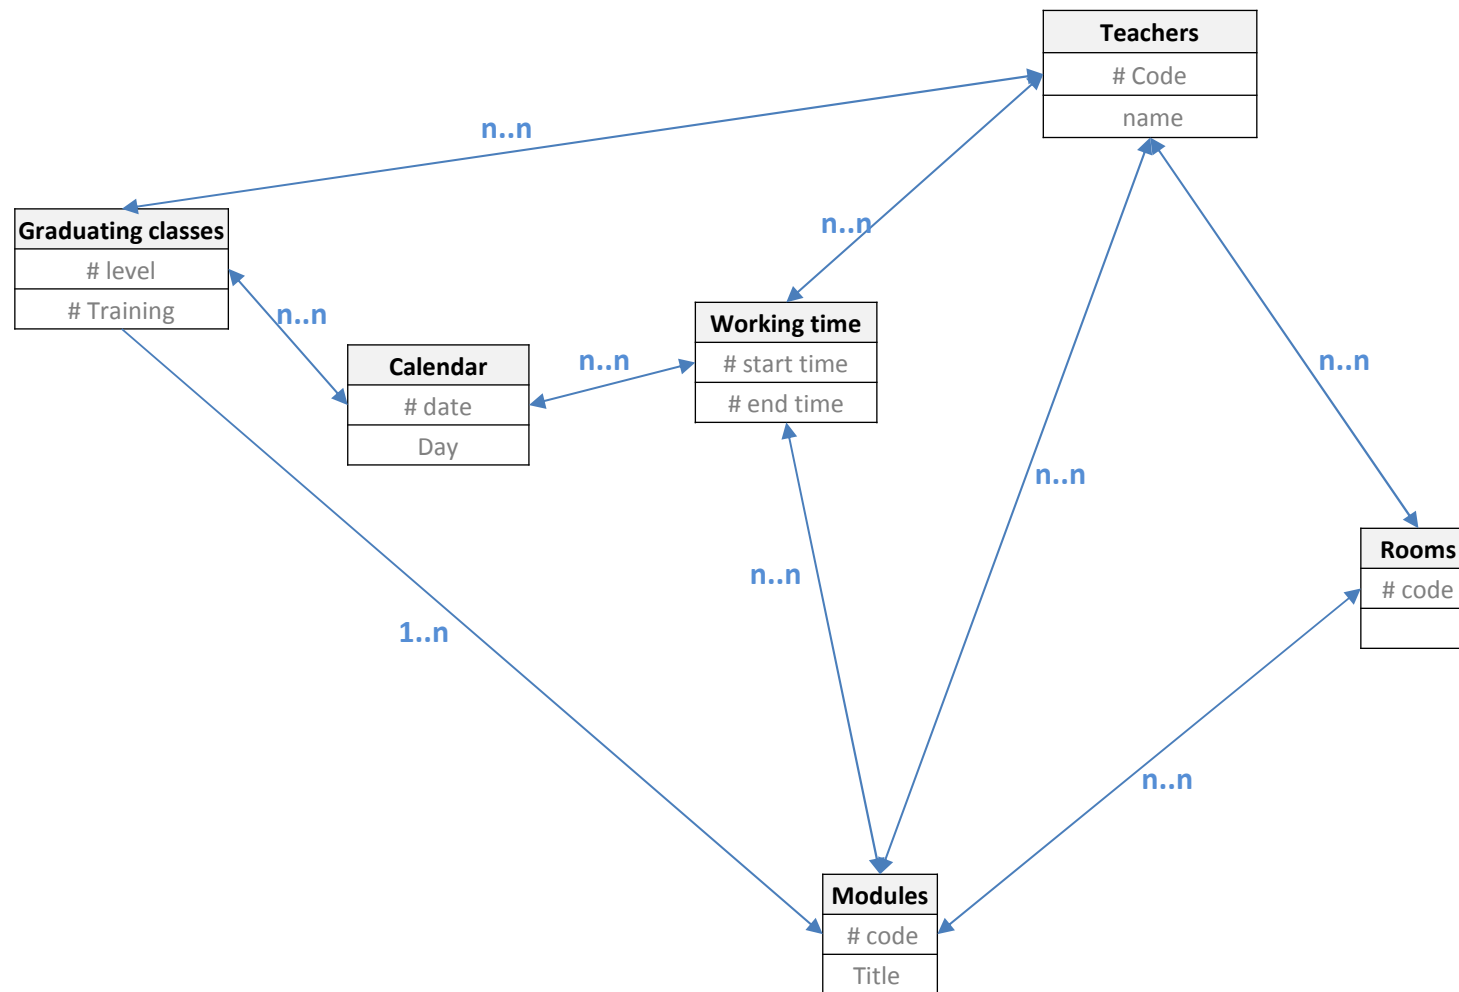 Teachers
# Code
name
n..n
Graduating classes
# level
# Training
n..n
n..n
Working time
# start time
# end time
Calendar
# date
Day
n..n
n..n
n..n
Rooms
# code
n..n
1..n
n..n
Modules
# code
Title